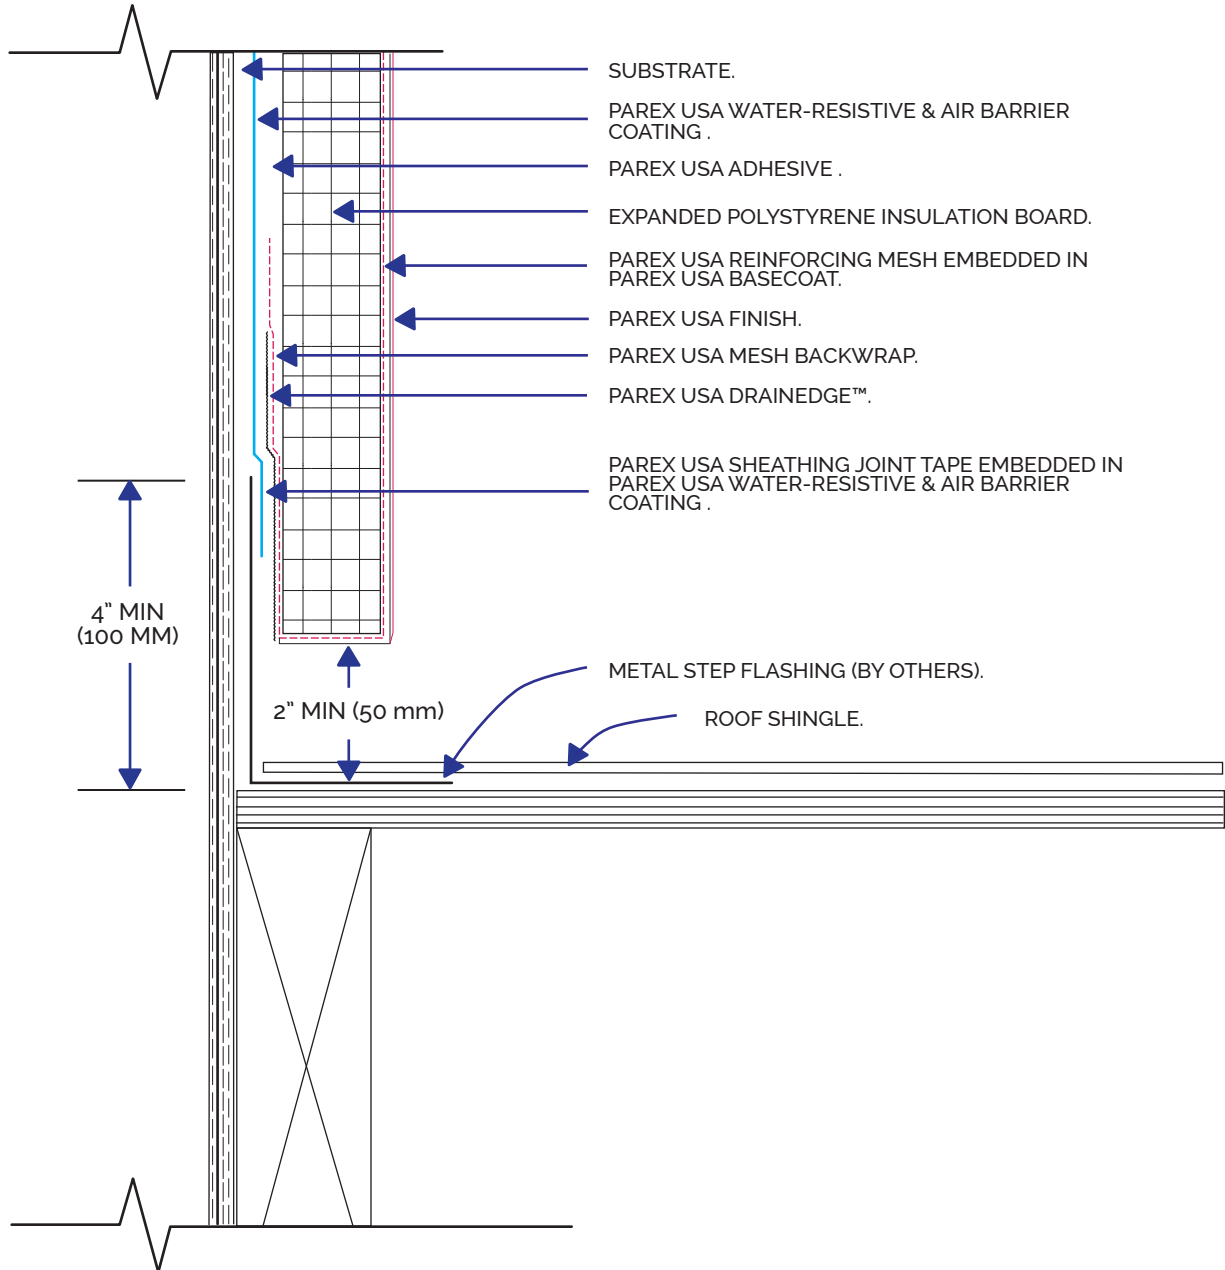 SUBSTRATE.
PAREX USA WATER-RESISTIVE & AIR BARRIER
COATING .
PAREX USA ADHESIVE .
EXPANDED POLYSTYRENE INSULATION BOARD.
PAREX USA REINFORCING MESH EMBEDDED IN
PAREX USA BASECOAT.
PAREX USA FINISH.
PAREX USA MESH BACKWRAP.
PAREX USA DRAINEDGE™.
PAREX USA SHEATHING JOINT TAPE EMBEDDED IN
PAREX USA WATER-RESISTIVE & AIR BARRIER
COATING .
4” MIN
(100 MM)
2” MIN (50 mm)
METAL STEP FLASHING (BY OTHERS).
ROOF SHINGLE.